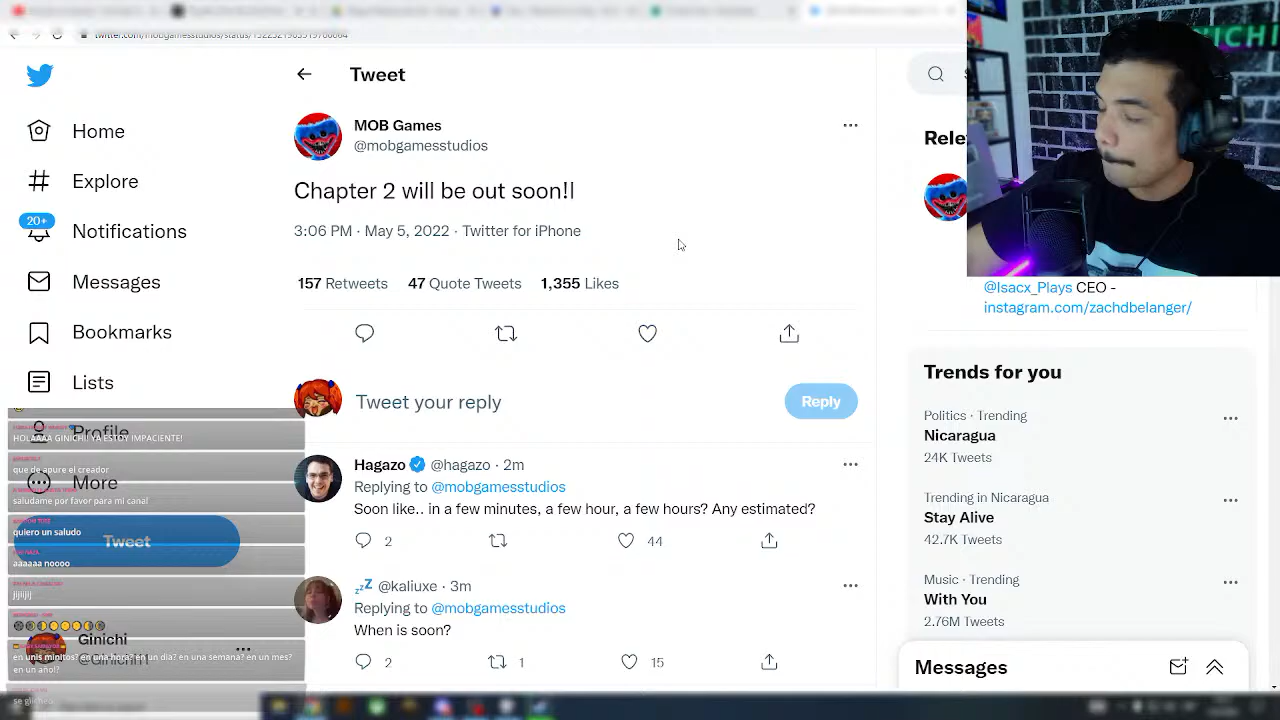 Tweet
MOB Games
@mobgamesstudios
Chapter 2 will be out soon!!
3:06 PM · May 5, 2022 · Twitter for iPhone
157 Retweets 47 Quote Tweets 1,355 Likes
Tweet your reply
Reply
Hagazo @hagazo · 2m
Replying to @mobgamesstudios
Soon like.. in a few minutes, a few hour, a few hours? Any estimated?
2 44
@kaliuxe · 3m
Replying to @mobgamesstudios
When is soon?
2 1 15
Home
Explore
20+
Notifications
Messages
Bookmarks
Lists
Profile
More
Tweet
Ginichi
HOLAAAA GINICHI! YA ESTOY IMPACIENTE!
que de apure el creador
saludame por favor para mi canal
quiero un saludo
aaaaaa noooo
jijijijij
en unis minitos? en una hora? en un dia? en una semana? en un mes?
en un añol?
Rele
@Isacx_Plays CEO -
instagram.com/zachdbelanger/
Trends for you
Politics · Trending
Nicaragua
24K Tweets
Trending in Nicaragua
Stay Alive
42.7K Tweets
Music · Trending
With You
2.76M Tweets
Messages